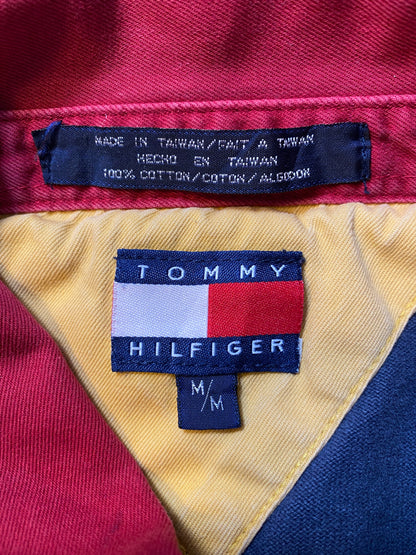 MADE IN TAIWAN/FAIT A TAIWAN
HECHO EN TAIWAN
100% COTTON/COTON/ALGODON
TOMMY
HILFIGER
M/M